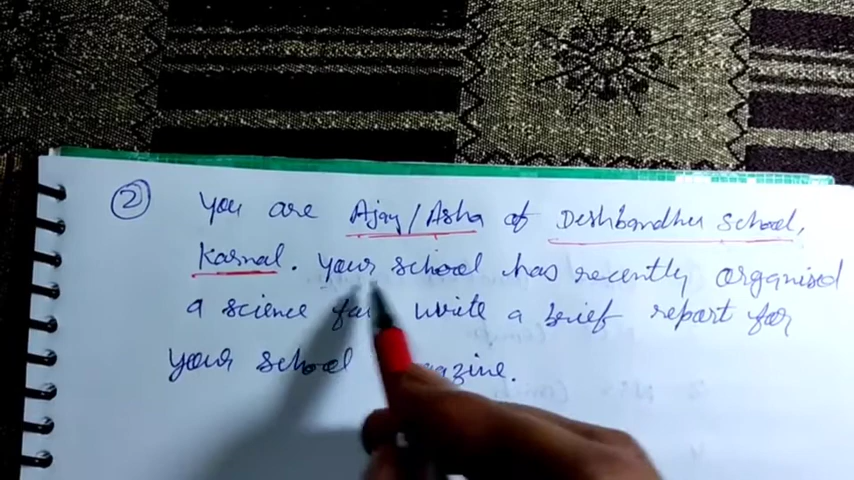 ② You are Ajay/Asha of Deshbandhu School,
Karnal. Your school has recently organised
a science write a brief report for
your school